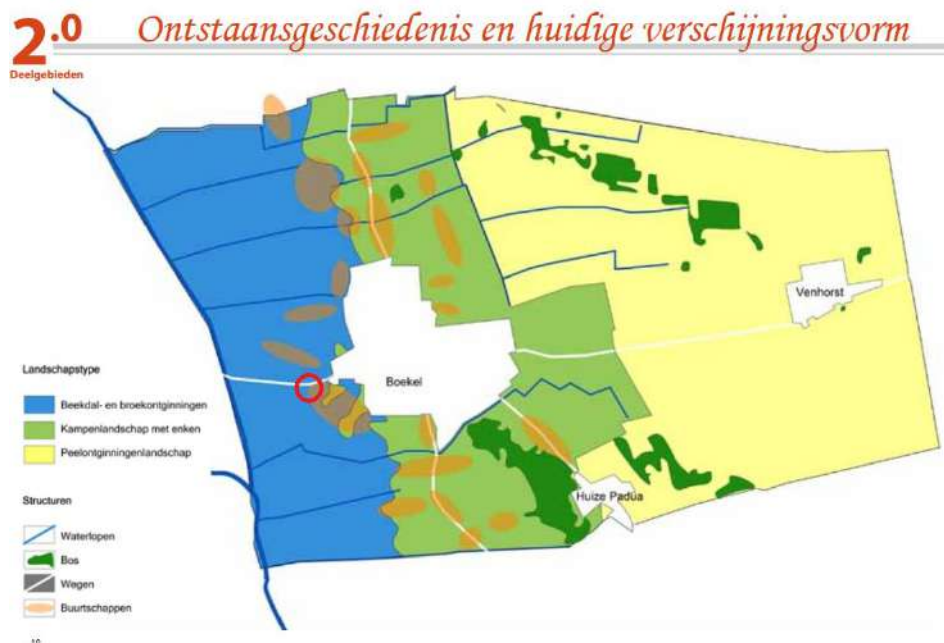 2.0 Ontstaansgeschiedenis en huidige verschijningsvorm
Deelgebieden
Venhorst
Boekel
Huize Padua
Landschapstype
Beekdal- en broekontginningen
Kampenlandschap met enken
Peelontginningenlandschap
Structuren
Waterlopen
Bos
Wegen
Buurtschappen